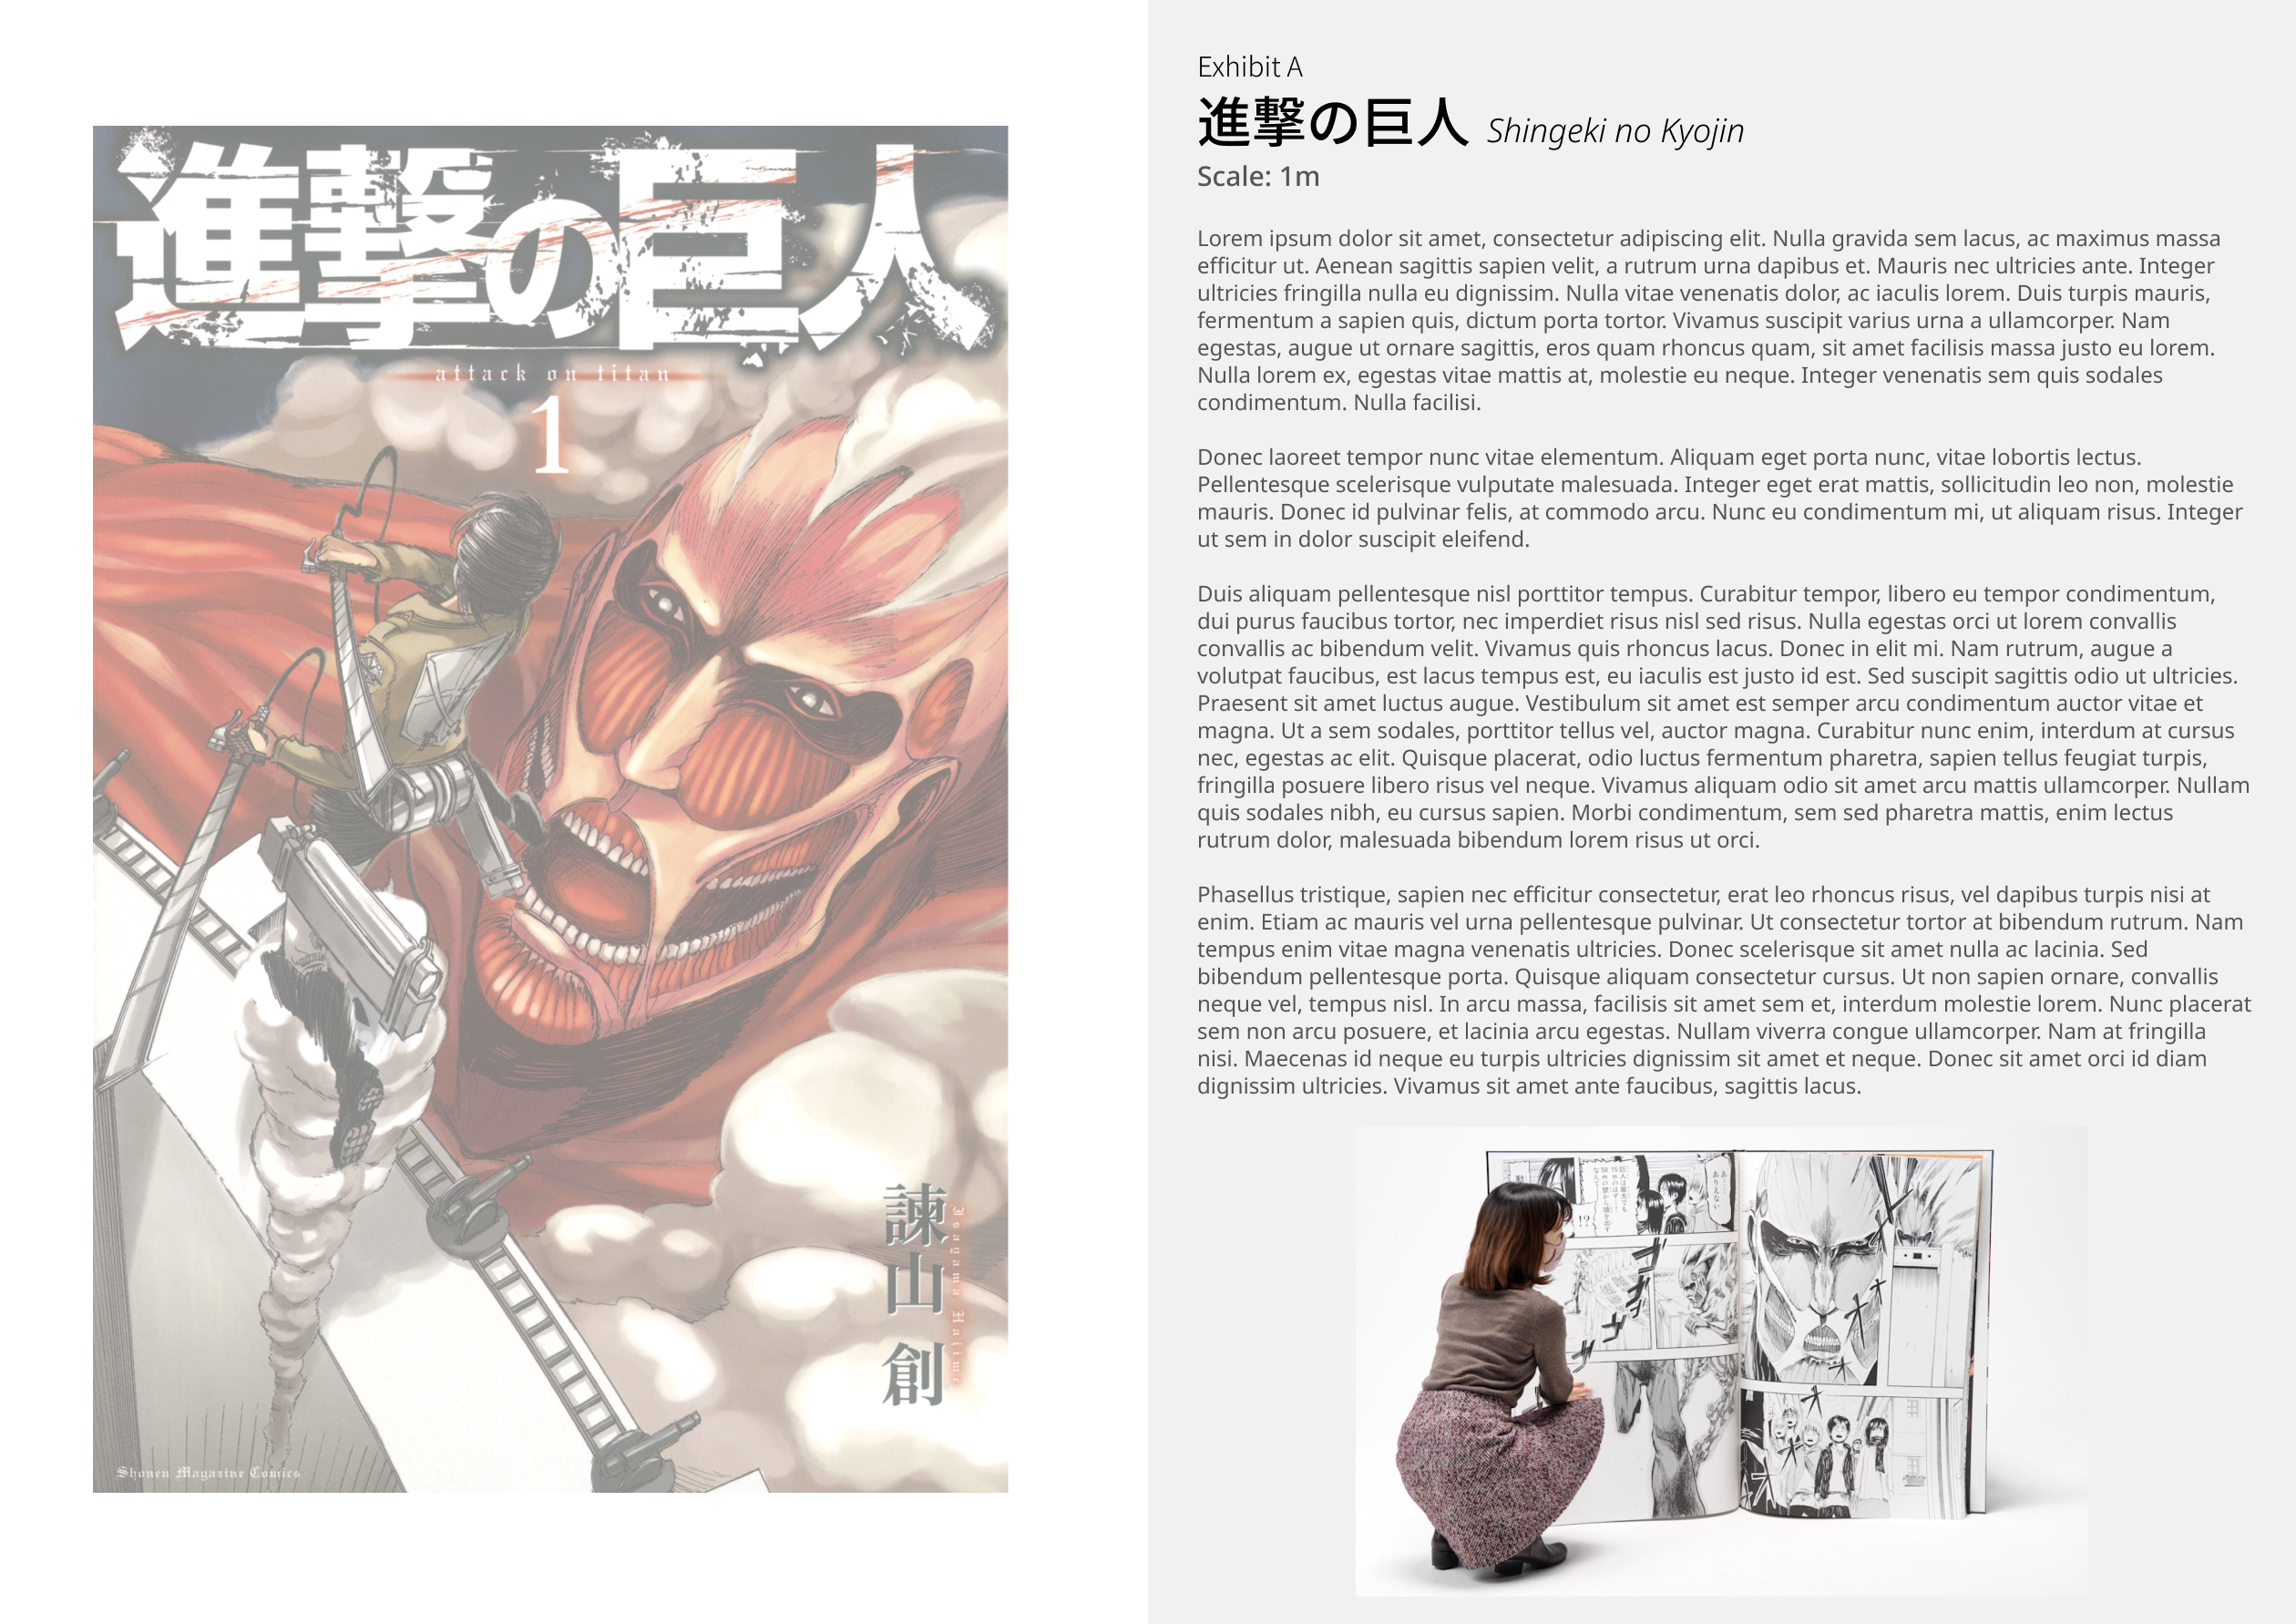 進撃の巨人
attack on titan
1
諫山 創
Isayama Hajime
Shonen Magazine Comics
Exhibit A
進撃の巨人 Shingeki no Kyojin
Scale: 1m
Lorem ipsum dolor sit amet, consectetur adipiscing elit. Nulla gravida sem lacus, ac maximus massa
efficitur ut. Aenean sagittis sapien velit, a rutrum urna dapibus et. Mauris nec ultricies ante. Integer
ultricies fringilla nulla eu dignissim. Nulla vitae venenatis dolor, ac iaculis lorem. Duis turpis mauris,
fermentum a sapien quis, dictum porta tortor. Vivamus suscipit varius urna a ullamcorper. Nam
egestas, augue ut ornare sagittis, eros quam rhoncus quam, sit amet facilisis massa justo eu lorem.
Nulla lorem ex, egestas vitae mattis at, molestie eu neque. Integer venenatis sem quis sodales
condimentum. Nulla facilisi.
Donec laoreet tempor nunc vitae elementum. Aliquam eget porta nunc, vitae lobortis lectus.
Pellentesque scelerisque vulputate malesuada. Integer eget erat mattis, sollicitudin leo non, molestie
mauris. Donec id pulvinar felis, at commodo arcu. Nunc eu condimentum mi, ut aliquam risus. Integer
ut sem in dolor suscipit eleifend.
Duis aliquam pellentesque nisl porttitor tempus. Curabitur tempor, libero eu tempor condimentum,
dui purus faucibus tortor, nec imperdiet risus nisl sed risus. Nulla egestas orci ut lorem convallis
convallis ac bibendum velit. Vivamus quis rhoncus lacus. Donec in elit mi. Nam rutrum, augue a
volutpat faucibus, est lacus tempus est, eu iaculis est justo id est. Sed suscipit sagittis odio ut ultricies.
Praesent sit amet luctus augue. Vestibulum sit amet est semper arcu condimentum auctor vitae et
magna. Ut a sem sodales, porttitor tellus vel, auctor magna. Curabitur nunc enim, interdum at cursus
nec, egestas ac elit. Quisque placerat, odio luctus fermentum pharetra, sapien tellus feugiat turpis,
fringilla posuere libero risus vel neque. Vivamus aliquam odio sit amet arcu mattis ullamcorper. Nullam
quis sodales nibh, eu cursus sapien. Morbi condimentum, sem sed pharetra mattis, enim lectus
rutrum dolor, malesuada bibendum lorem risus ut orci.
Phasellus tristique, sapien nec efficitur consectetur, erat leo rhoncus risus, vel dapibus turpis nisi at
enim. Etiam ac mauris vel urna pellentesque pulvinar. Ut consectetur tortor at bibendum rutrum. Nam
tempus enim vitae magna venenatis ultricies. Donec scelerisque sit amet nulla ac lacinia. Sed
bibendum pellentesque porta. Quisque aliquam consectetur cursus. Ut non sapien ornare, convallis
neque vel, tempus nisl. In arcu massa, facilisis sit amet sem et, interdum molestie lorem. Nunc placerat
sem non arcu posuere, et lacinia arcu egestas. Nullam viverra congue ullamcorper. Nam at fringilla
nisi. Maecenas id neque eu turpis ultricies dignissim sit amet et neque. Donec sit amet orci id diam
dignissim ultricies. Vivamus sit amet ante faucibus, sagittis lacus.
あ……
ありえない
!?